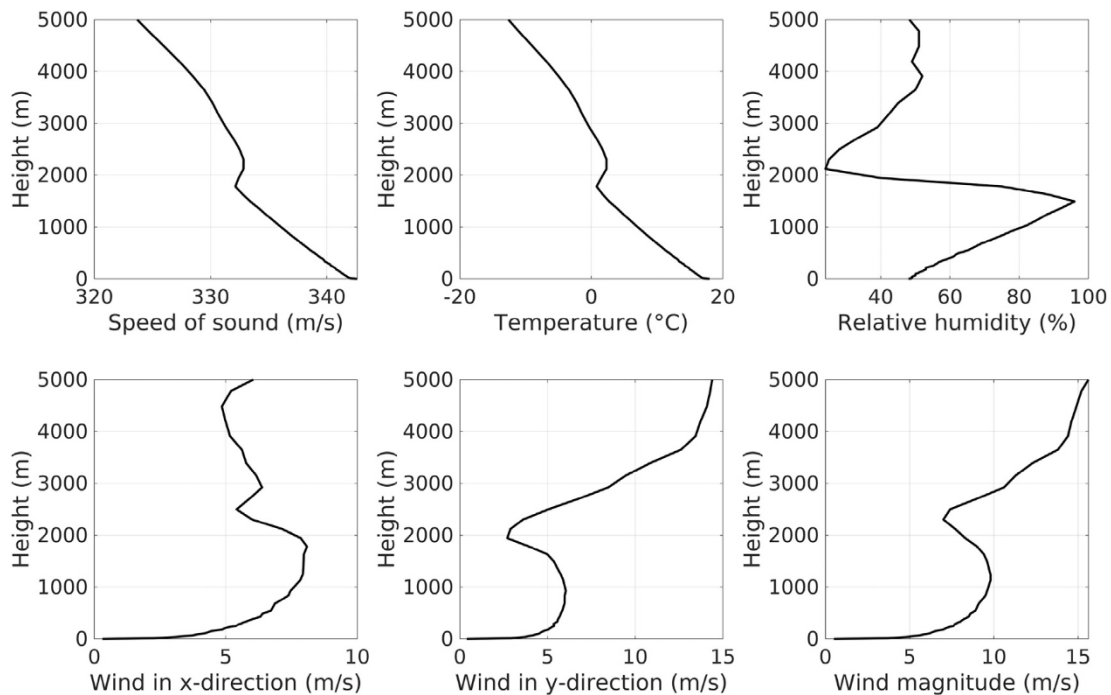 5000
4000
3000
2000
1000
0
Height (m)
320 330 340
Speed of sound (m/s)
5000
4000
3000
2000
1000
0
Height (m)
-20 0 20
Temperature (°C)
5000
4000
3000
2000
1000
0
Height (m)
40 60 80 100
Relative humidity (%)
5000
4000
3000
2000
1000
0
Height (m)
0 5 10
Wind in x-direction (m/s)
5000
4000
3000
2000
1000
0
Height (m)
0 5 10 15
Wind in y-direction (m/s)
5000
4000
3000
2000
1000
0
Height (m)
0 5 10 15
Wind magnitude (m/s)